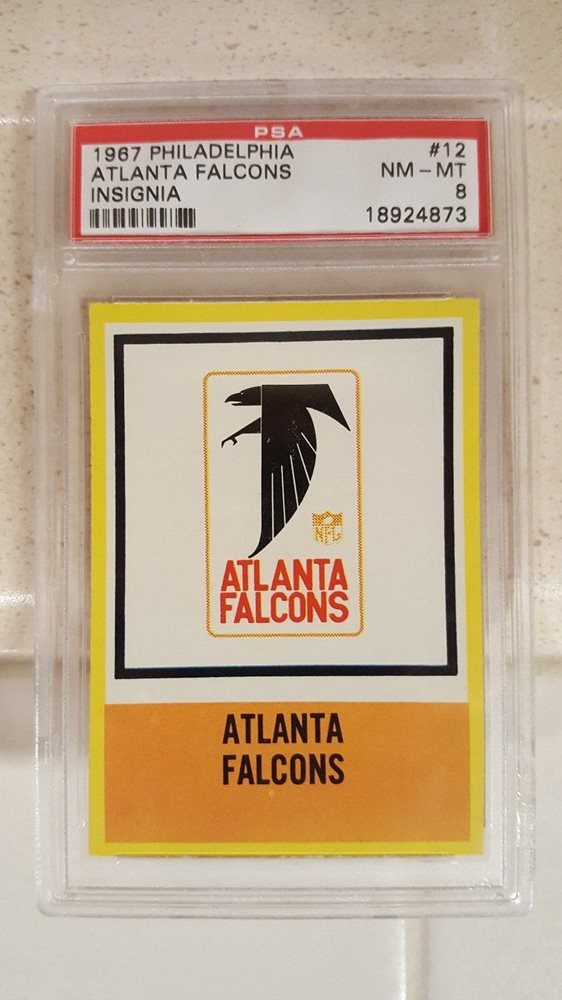 PSA
1967 PHILADELPHIA #12
ATLANTA FALCONS NM - MT
INSIGNIA 8
18924873
NFL
ATLANTA
FALCONS
ATLANTA
FALCONS